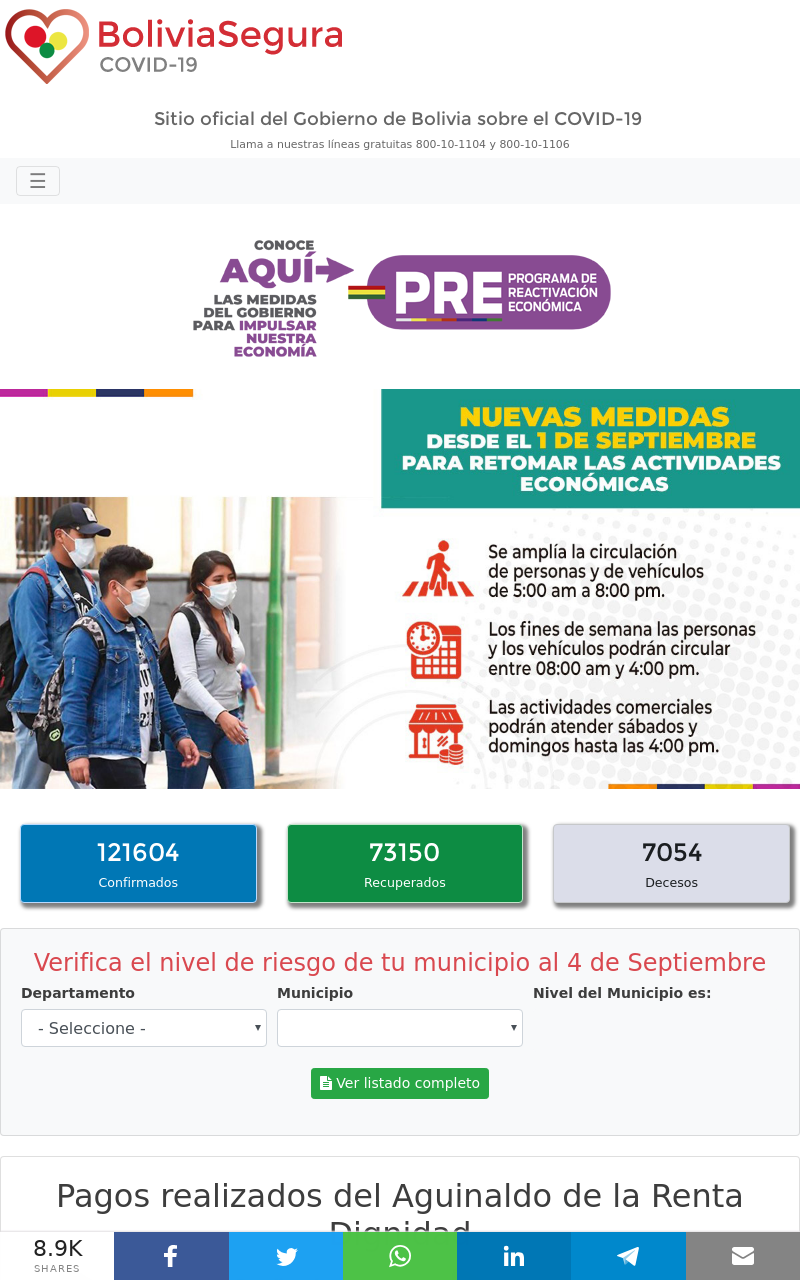 BoliviaSegura
COVID-19
Sitio oficial del Gobierno de Bolivia sobre el COVID-19
Llama a nuestras líneas gratuitas 800-10-1104 y 800-10-1106
☰
CONOCE
AQUÍ
LAS MEDIDAS
DEL GOBIERNO
PARA IMPULSAR
NUESTRA
ECONOMÍA
PRE
PROGRAMA DE
REACTIVACIÓN
ECONÓMICA
NUEVAS MEDIDAS
DESDE EL 1 DE SEPTIEMBRE
PARA RETOMAR LAS ACTIVIDADES
ECONÓMICAS
Se amplía la circulación
de personas y de vehículos
de 5:00 am a 8:00 pm.
Los fines de semana las personas
y los vehículos podrán circular
entre 08:00 am y 4:00 pm.
Las actividades comerciales
podrán atender sábados y
domingos hasta las 4:00 pm.
121604
Confirmados
73150
Recuperados
7054
Decesos
Verifica el nivel de riesgo de tu municipio al 4 de Septiembre
Departamento
Municipio
Nivel del Municipio es:
- Seleccione -
Ver listado completo
Pagos realizados del Aguinaldo de la Renta
Dignidad
8.9K
SHARES